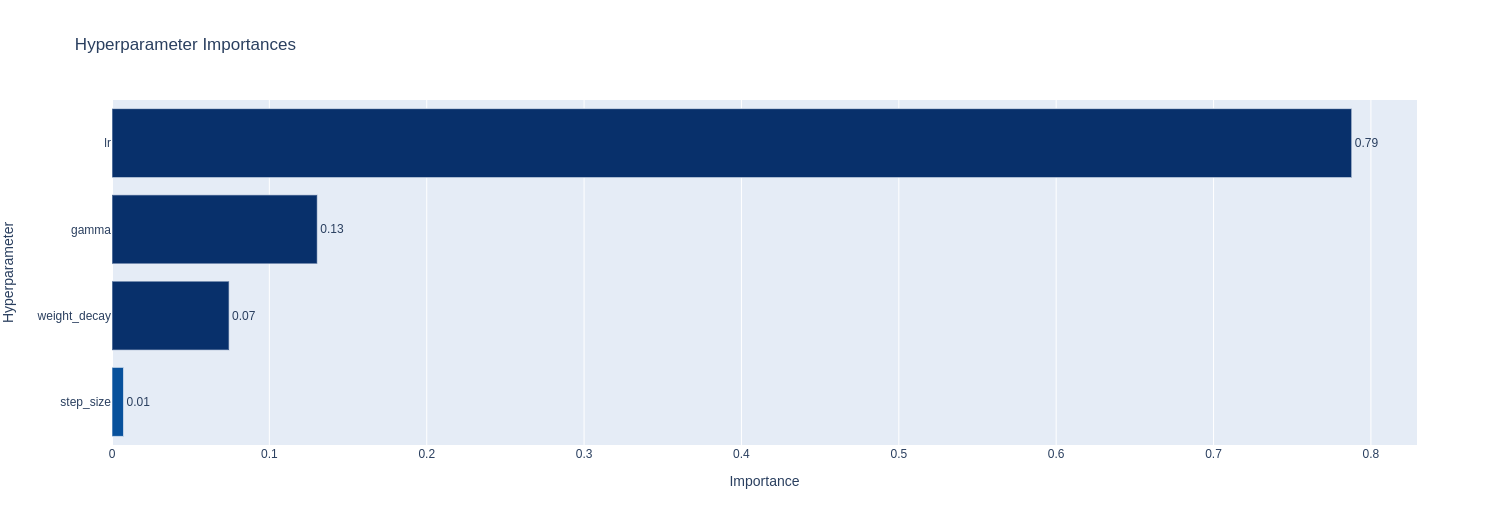 Hyperparameter Importances
Hyperparameter
lr
0.79
gamma
0.13
weight_decay
0.07
step_size
0.01
0
0.1
0.2
0.3
0.4
0.5
0.6
0.7
0.8
Importance